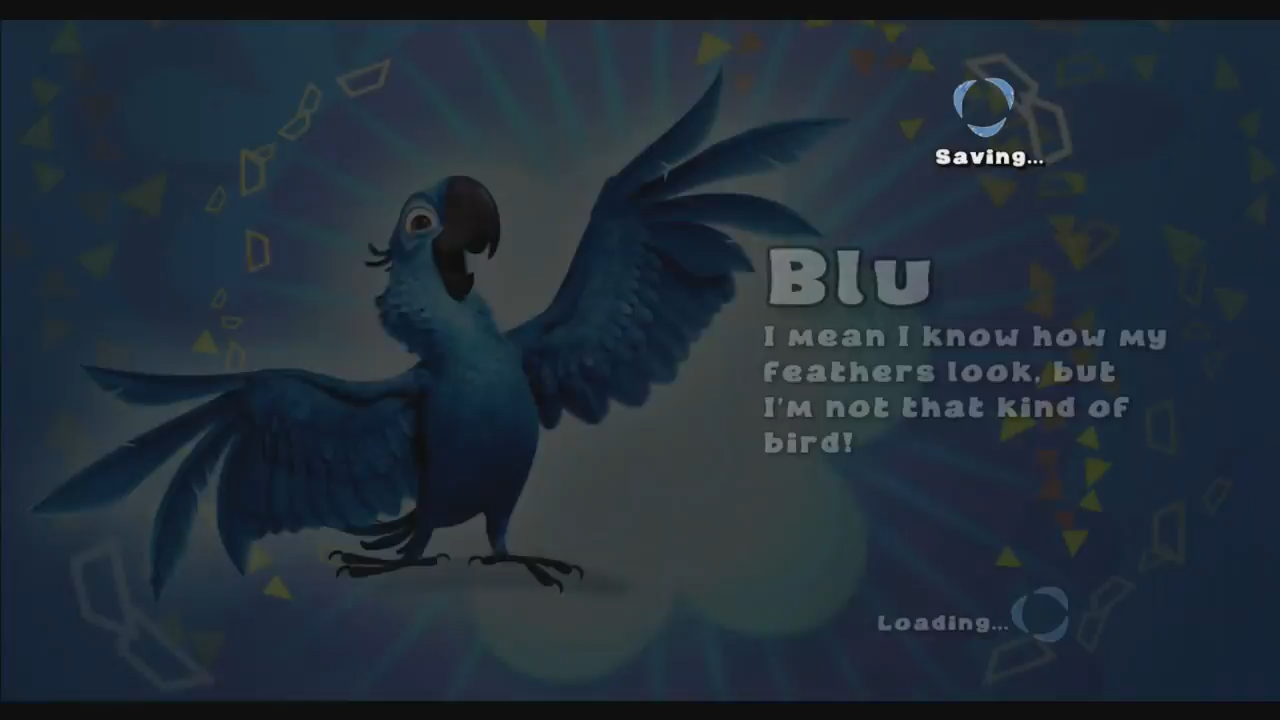 Saving...
Blu
I mean I know how my
feathers look, but
I'm not that kind of
bird!
Loading...